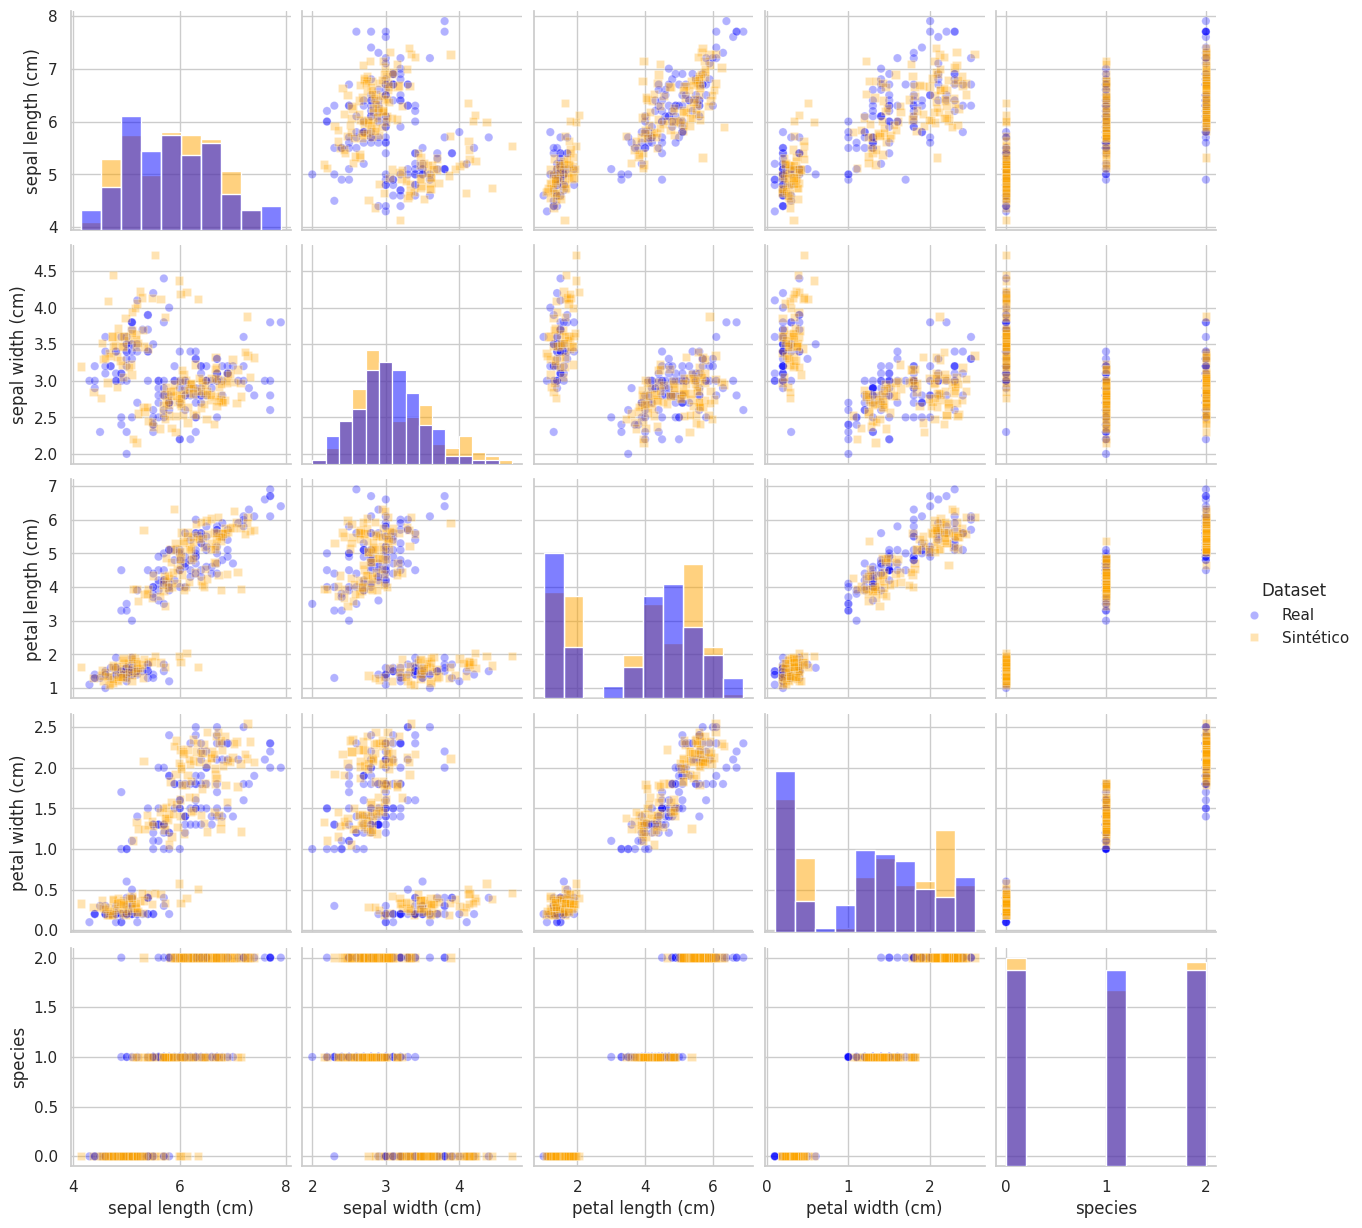 8
7
6
5
4
sepal length (cm)
4.5
4.0
3.5
3.0
2.5
2.0
sepal width (cm)
7
6
5
4
3
2
1
petal length (cm)
Dataset
Real
Sintético
2.5
2.0
1.5
1.0
0.5
0.0
petal width (cm)
2.0
1.5
1.0
0.5
0.0
species
4 6 8
2 3 4
2 4 6
0 1 2
0 1 2
sepal length (cm)
sepal width (cm)
petal length (cm)
petal width (cm)
species